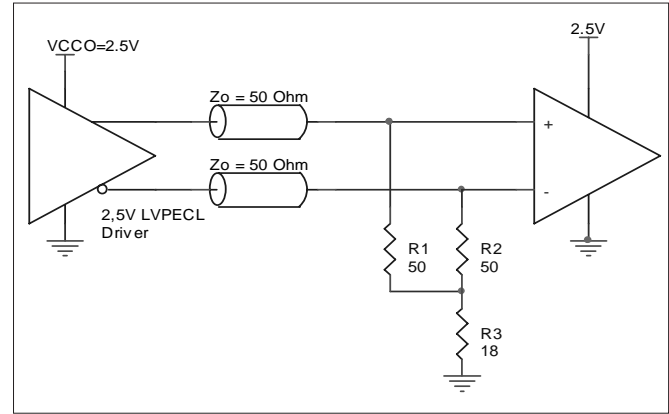 VCCO=2.5V
2.5V
Zo = 50 Ohm
+
Zo = 50 Ohm
-
2,5V LVPECL
Driver
R1
50
R2
50
R3
18